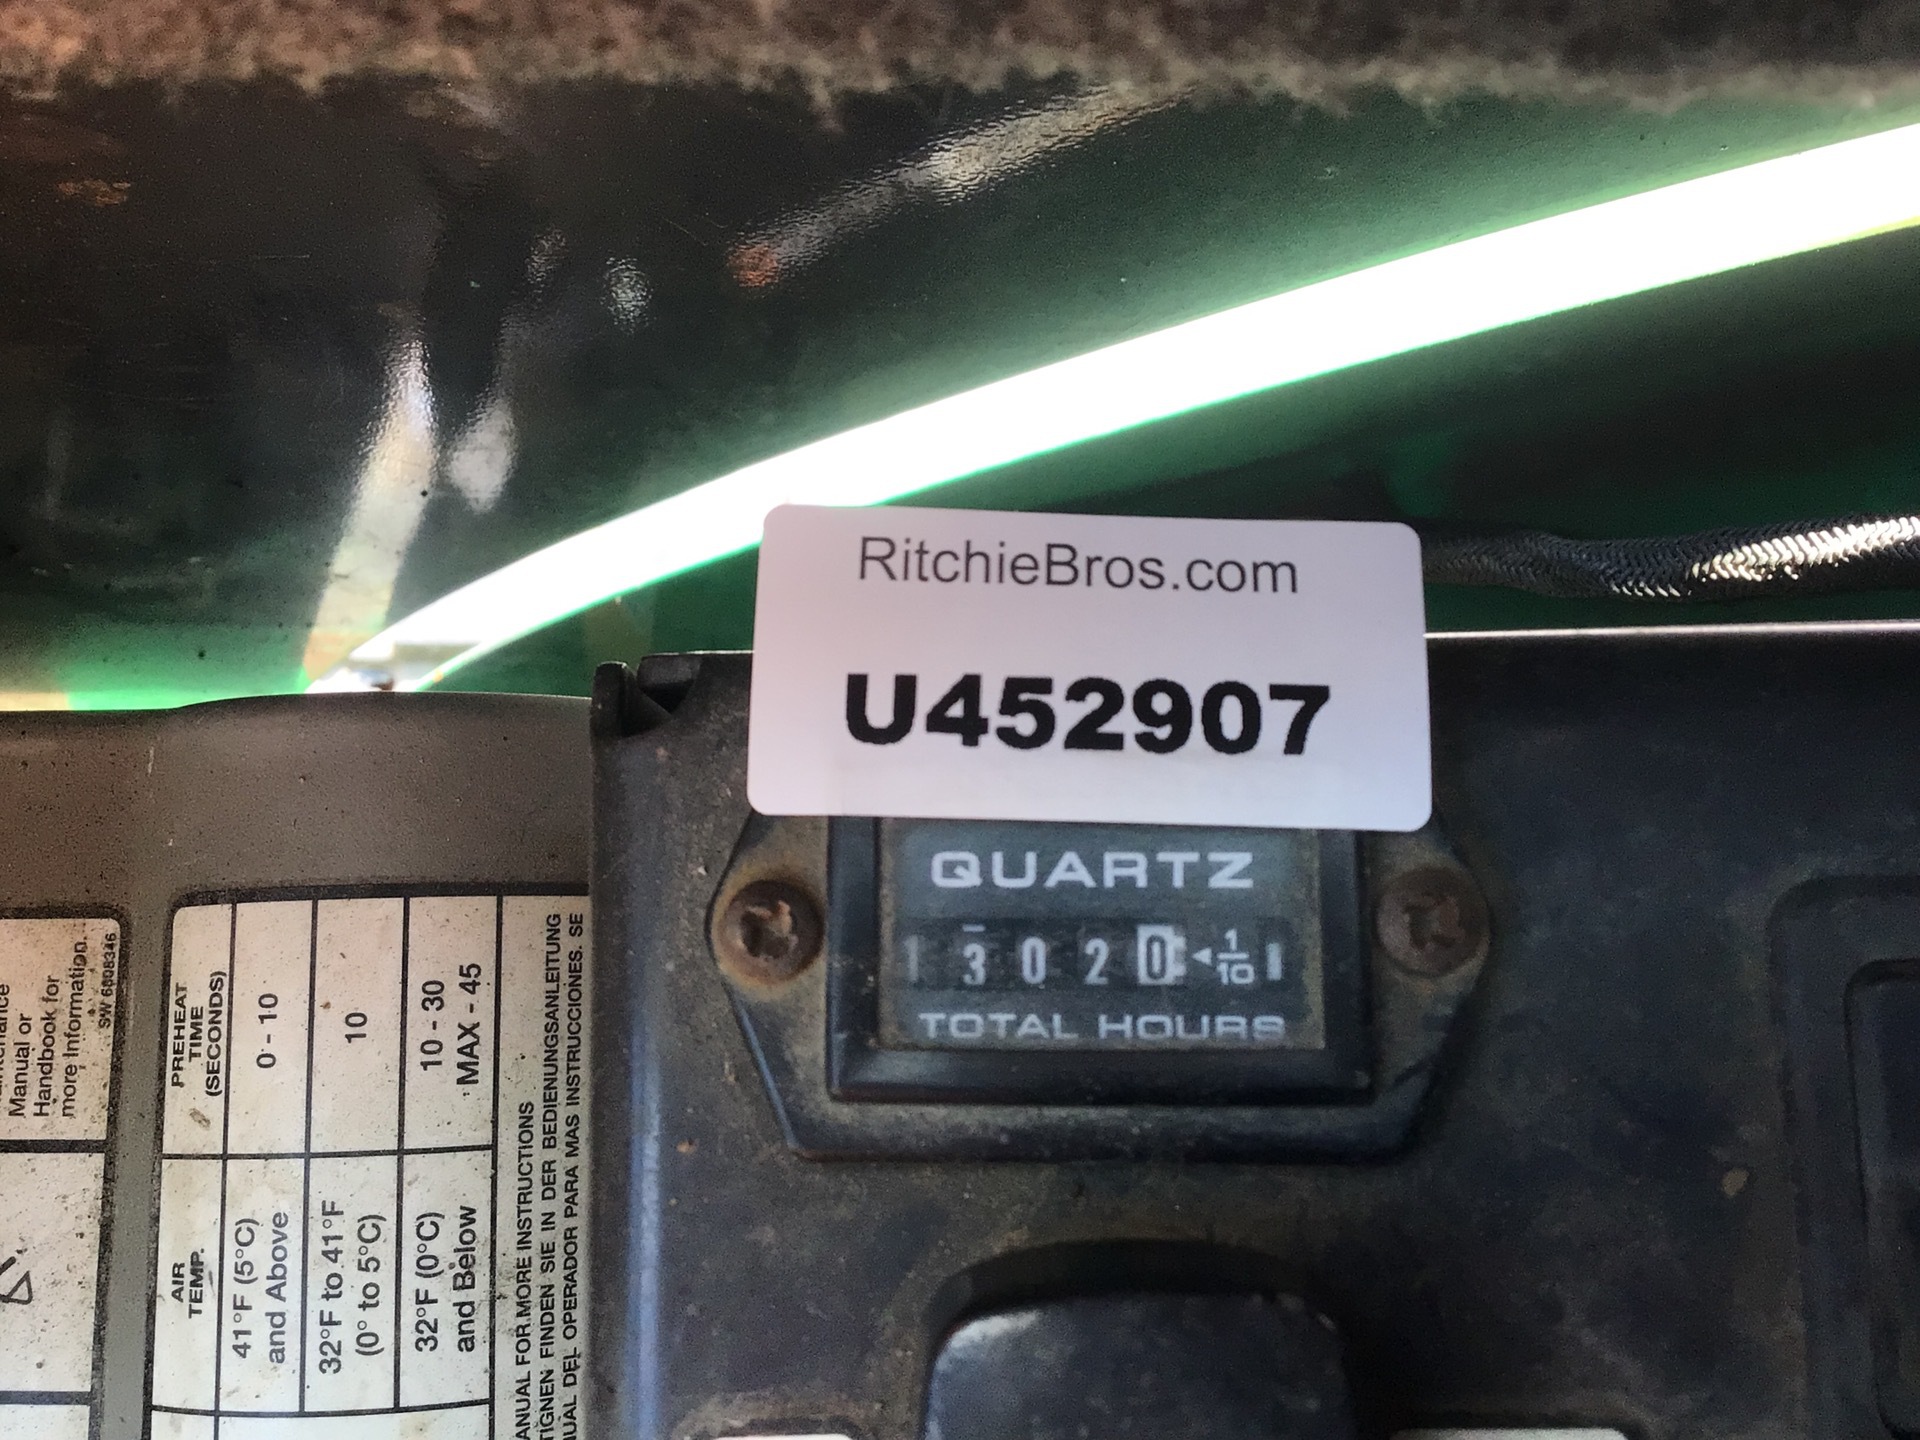 RitchieBros.com
U452907
QUARTZ
1 3 0 2 0 ◄ 1/10
TOTAL HOURS
Manual or
Handbook for
more Information.
SW 6808346
PREHEAT
TIME
(SECONDS)
0 - 10
10
10 - 30
MAX - 45
AIR
TEMP.
41°F (5°C)
and Above
32°F to 41°F
(0° to 5°C)
32°F (0°C)
and Below
FOR MORE INSTRUCTIONS
FINDEN SIE IN DER BEDIENUNGSANLEITUNG
DEL OPERADOR PARA MAS INSTRUCCIONES. SE